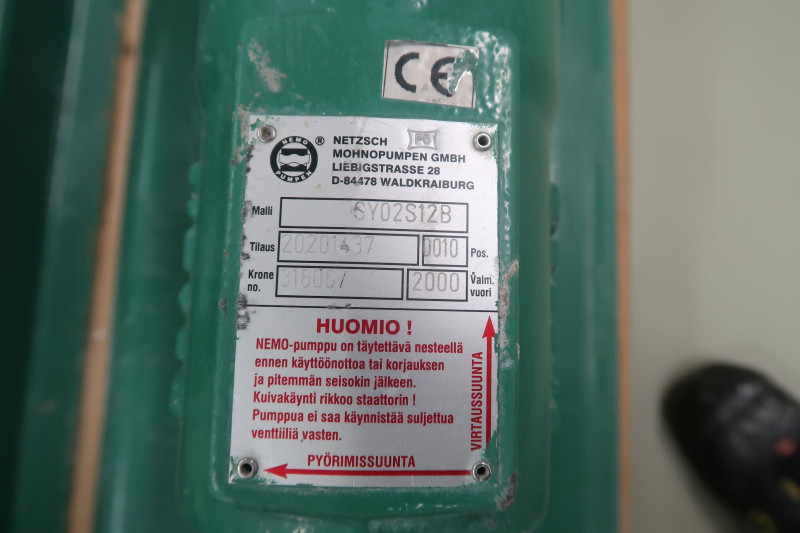 CE
NEMO ®
PUMPEN
NETZSCH
MOHNOPUMPEN GMBH
LIEBIGSTRASSE 28
D-84478 WALDKRAIBURG
Malli SY02S12B
Tilaus 20201437 0010 Pos.
Krone no. 2000 Valm. vuori
HUOMIO !
NEMO-pumppu on täytettävä nesteellä
ennen käyttöönottoa tai korjauksen
ja pitemmän seisokin jälkeen.
Kuivakäynti rikkoo staattorin !
Pumppua ei saa käynnistää suljettua
venttiiliä vasten.
VIRTAUSSUUNTA
PYÖRIMISSUUNTA